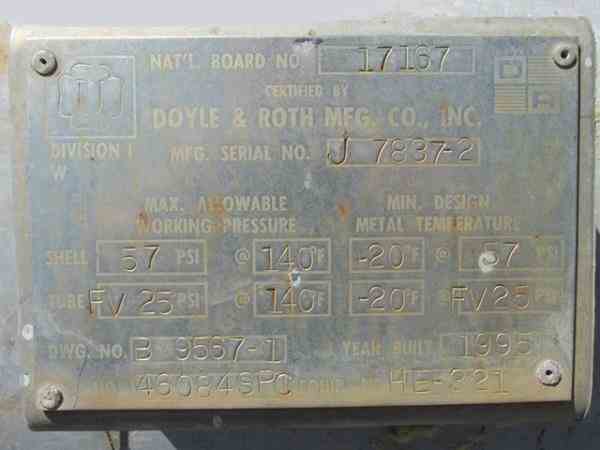 NAT'L. BOARD NO. 17167
CERTIFIED BY
DOYLE & ROTH MFG. CO., INC.
DIVISION I
W
MFG. SERIAL NO. J 7837-2
D R
MAX. ALLOWABLE WORKING PRESSURE
MIN. DESIGN METAL TEMPERATURE
SHELL 57 PSI @ 140°F -20°F @ 57
TUBE FV 25 PSI @ 140°F -20°F @ FV25
DWG. NO. B 9567-1 YEAR BUILT 1995
NO. 46084SPC HE-321